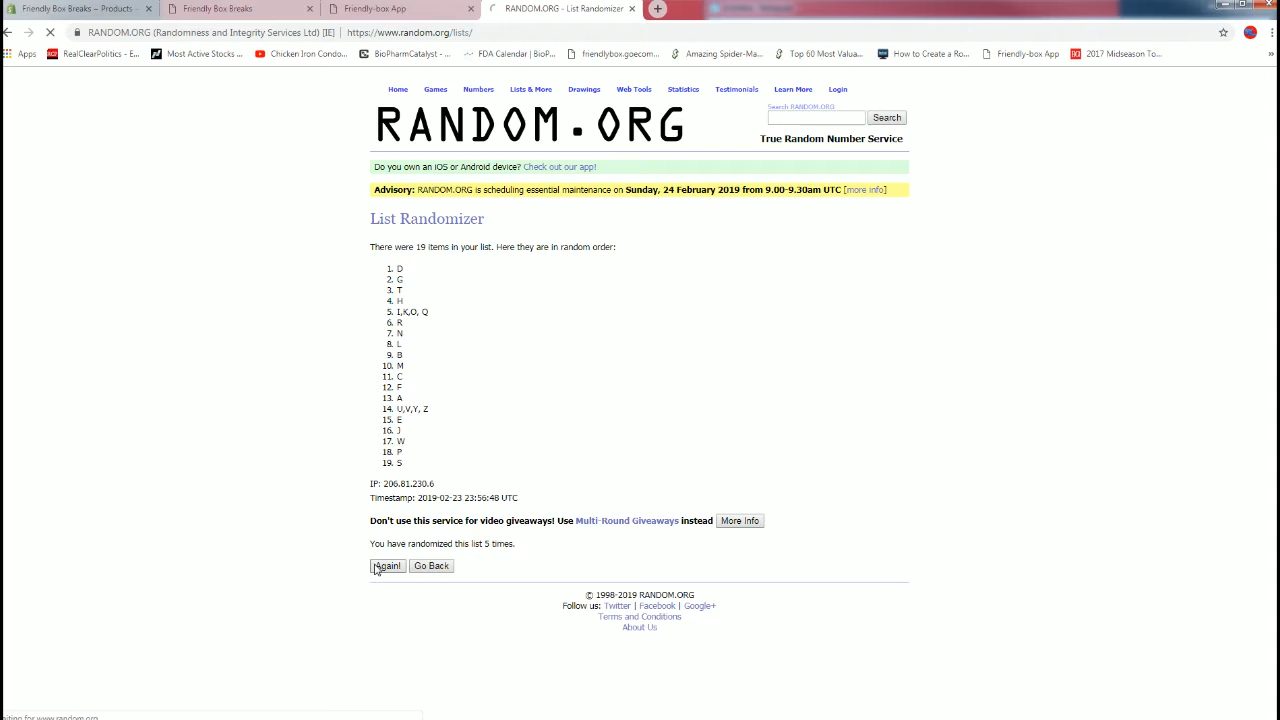 Friendly Box Breaks ~ Products ~
Friendly Box Breaks
Friendly-box App
RANDOM.ORG - List Randomizer
RANDOM.ORG (Randomness and Integrity Services Ltd) [IE] | https://www.random.org/lists/
Apps
RealClearPolitics - E...
Most Active Stocks ...
Chicken Iron Condo...
BioPharmCatalyst - ...
FDA Calendar | BioP...
friendlybox.goecom...
Amazing Spider-Ma...
Top 60 Most Valua...
How to Create a Ro...
Friendly-box App
2017 Midseason To...
Home Games Numbers Lists & More Drawings Web Tools Statistics Testimonials Learn More Login
RANDOM.ORG
Search RANDOM.ORG
Search
True Random Number Service
Do you own an iOS or Android device? Check out our app!
Advisory: RANDOM.ORG is scheduling essential maintenance on Sunday, 24 February 2019 from 9.00-9.30am UTC [more info]
List Randomizer
There were 19 items in your list. Here they are in random order:
1. D
2. G
3. T
4. H
5. I,K,O, Q
6. R
7. N
8. L
9. B
10. M
11. C
12. F
13. A
14. U,V,Y, Z
15. E
16. J
17. W
18. P
19. S
IP: 206.81.230.6
Timestamp: 2019-02-23 23:56:48 UTC
Don't use this service for video giveaways! Use Multi-Round Giveaways instead More Info
You have randomized this list 5 times.
Again! Go Back
© 1998-2019 RANDOM.ORG
Follow us: Twitter | Facebook | Google+
Terms and Conditions
About Us